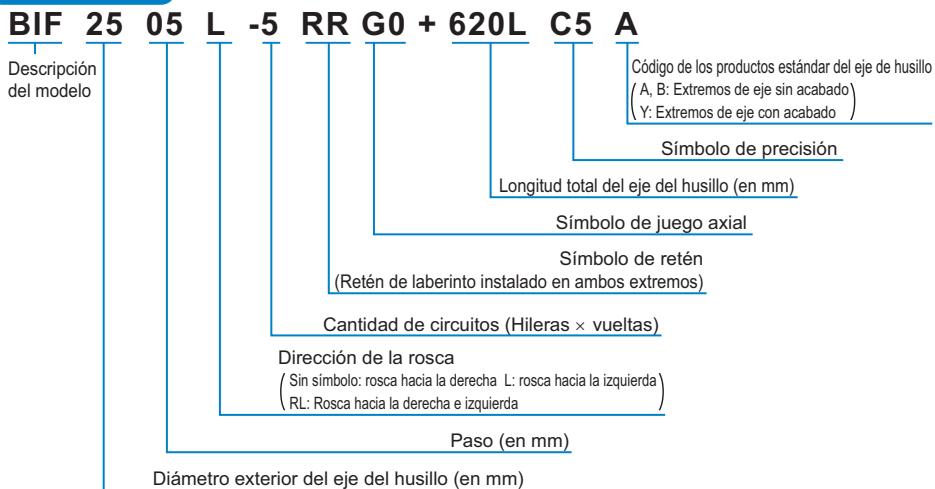 BIF 25 05 L -5 RR G0 + 620L C5 A
Descripción
del modelo
Código de los productos estándar del eje de husillo
(A, B: Extremos de eje sin acabado
Y: Extremos de eje con acabado)
Símbolo de precisión
Longitud total del eje del husillo (en mm)
Símbolo de juego axial
Símbolo de retén
(Retén de laberinto instalado en ambos extremos)
Cantidad de circuitos (Hileras × vueltas)
Dirección de la rosca
(Sin símbolo: rosca hacia la derecha L: rosca hacia la izquierda
RL: Rosca hacia la derecha e izquierda)
Paso (en mm)
Diámetro exterior del eje del husillo (en mm)